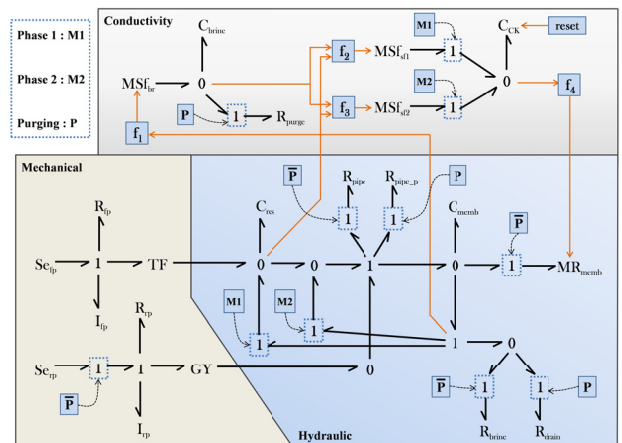 Phase 1 : M1
Phase 2 : M2
Purging : P
Conductivity
C_brine
M1
C_CK
reset
f_2
MSf_sf1
1
MSf_br
0
M2
0
f_4
P
1
R_purge
f_3
MSf_sf2
1
f_1
Mechanical
P̅
R_pipe
R_pipe_p
P
R_fp
C_res
1
1
C_memb
P̅
Se_fp
1
TF
0
0
1
0
1
MR_memb
I_fp
R_rp
M1
M2
1
1
1
0
Se_rp
1
1
GY
0
P̅
P̅
1
1
P
I_rp
R_brine
R_drain
Hydraulic